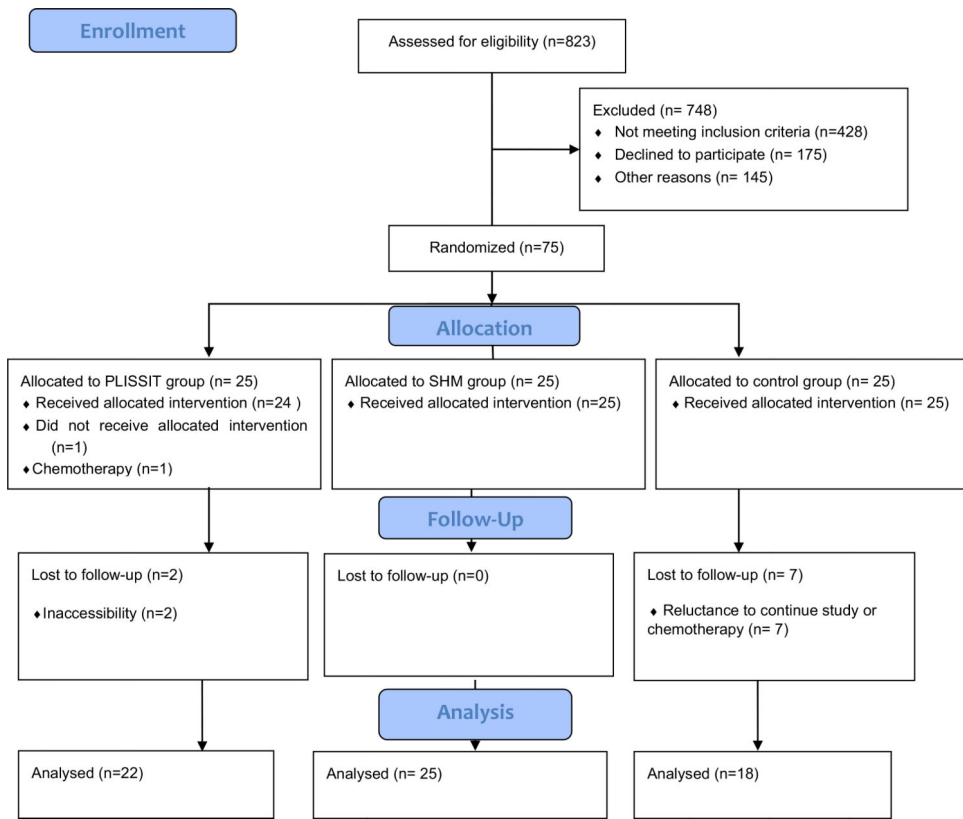 Enrollment
Assessed for eligibility (n=823)
Excluded (n= 748)
♦ Not meeting inclusion criteria (n=428)
♦ Declined to participate (n= 175)
♦ Other reasons (n= 145)
Randomized (n=75)
Allocation
Allocated to PLISSIT group (n= 25)
♦ Received allocated intervention (n=24 )
♦ Did not receive allocated intervention
(n=1)
♦ Chemotherapy (n=1)
Allocated to SHM group (n= 25)
♦ Received allocated intervention (n=25)
Allocated to control group (n= 25)
♦ Received allocated intervention (n= 25)
Follow-Up
Lost to follow-up (n=2)
♦ Inaccessibility (n=2)
Lost to follow-up (n=0)
Lost to follow-up (n= 7)
♦ Reluctance to continue study or
chemotherapy (n= 7)
Analysis
Analysed (n=22)
Analysed (n= 25)
Analysed (n=18)